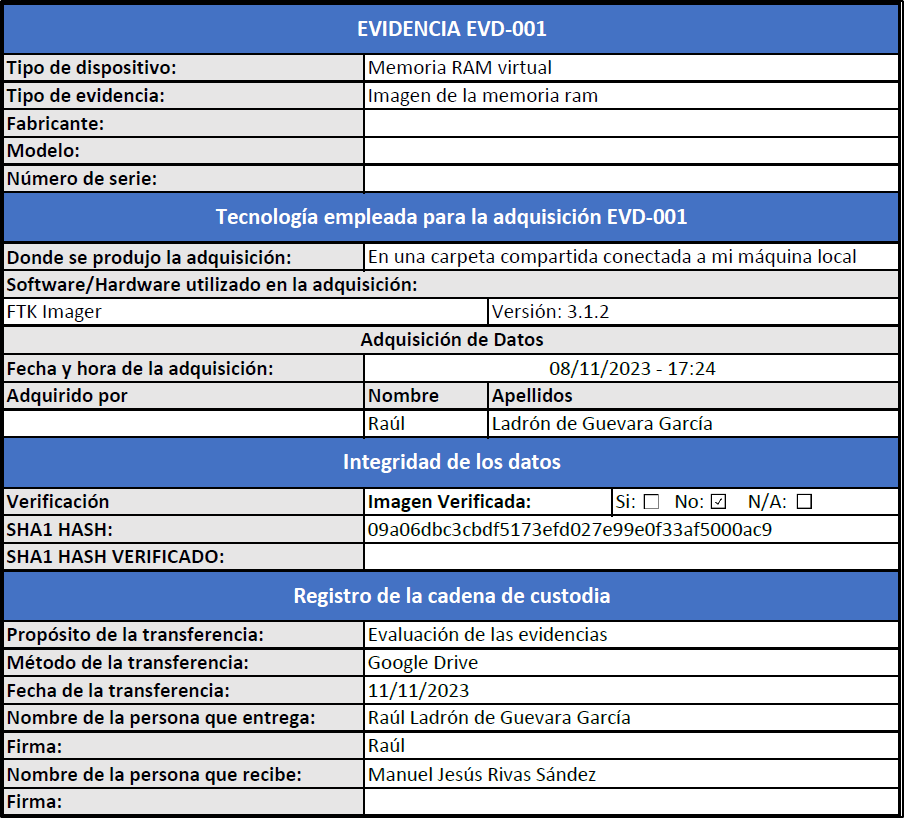 EVIDENCIA EVD-001
Tipo de dispositivo: Memoria RAM virtual
Tipo de evidencia: Imagen de la memoria ram
Fabricante:
Modelo:
Número de serie:
Tecnología empleada para la adquisición EVD-001
Donde se produjo la adquisición: En una carpeta compartida conectada a mi máquina local
Software/Hardware utilizado en la adquisición:
FTK Imager Versión: 3.1.2
Adquisición de Datos
Fecha y hora de la adquisición: 08/11/2023 - 17:24
Adquirido por Nombre Apellidos
Raúl Ladrón de Guevara García
Integridad de los datos
Verificación Imagen Verificada: Si: ☐ No: ☑ N/A: ☐
SHA1 HASH: 09a06dbc3cbdf5173efd027e99e0f33af5000ac9
SHA1 HASH VERIFICADO:
Registro de la cadena de custodia
Propósito de la transferencia: Evaluación de las evidencias
Método de la transferencia: Google Drive
Fecha de la transferencia: 11/11/2023
Nombre de la persona que entrega: Raúl Ladrón de Guevara García
Firma: Raúl
Nombre de la persona que recibe: Manuel Jesús Rivas Sández
Firma: